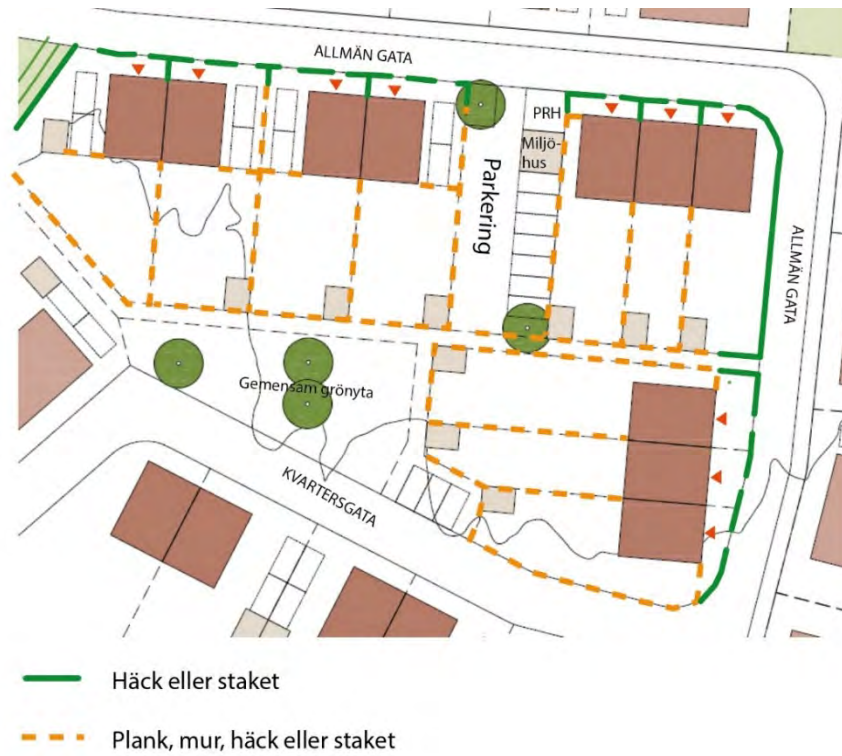 ALLMÄN GATA
PRH
Miljö-
hus
Parkering
ALLMÄN GATA
Gemensam grönyta
KVARTERSGATA
Häck eller staket
Plank, mur, häck eller staket